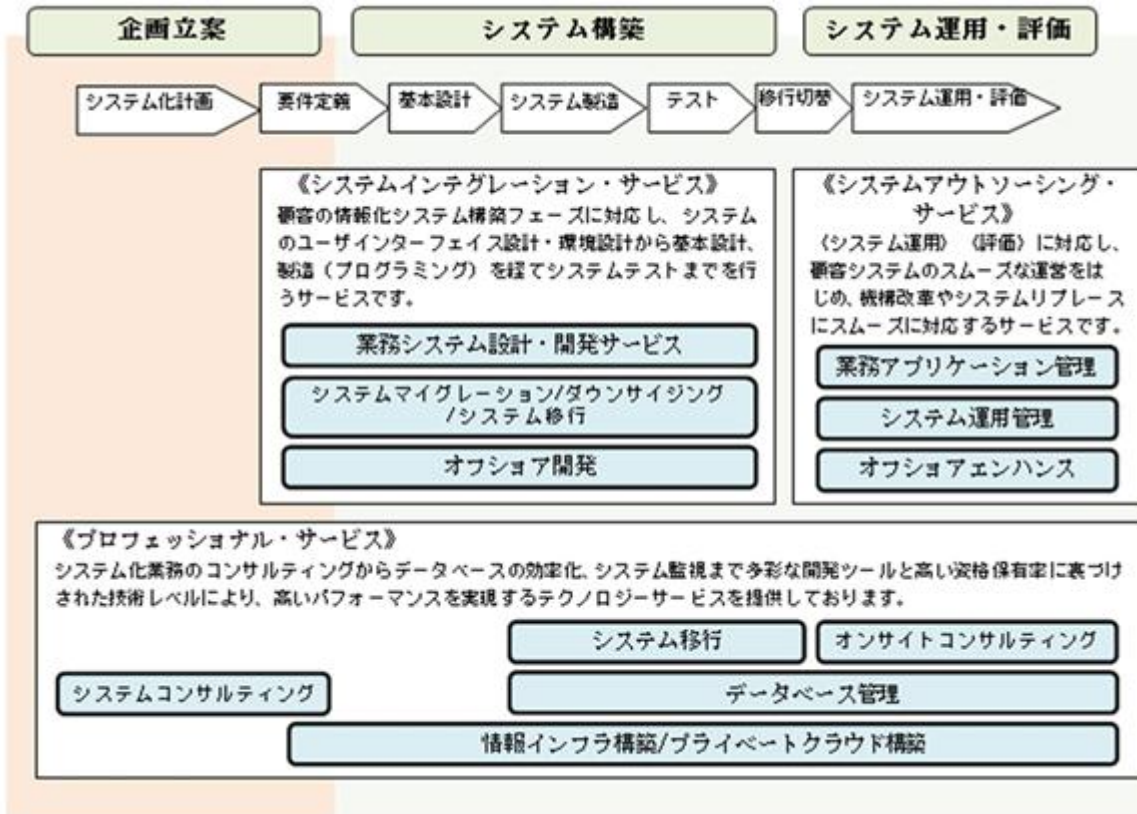 企画立案
システム構築
システム運用・評価
システム化計画
要件定義
基本設計
システム製造
テスト
移行切替
システム運用・評価
《システムインテグレーション・サービス》
顧客の情報化システム構築フェーズに対応し、システム
のユーザインターフェイス設計・環境設計から基本設計、
製造（プログラミング）を経てシステムテストまでを行
うサービスです。
業務システム設計・開発サービス
システムマイグレーション/ダウンサイジング
/システム移行
オフショア開発
《システムアウトソーシング・
サービス》
〈システム運用〉〈評価〉に対応し、
顧客システムのスムーズな運営をは
じめ、機構改革やシステムリプレース
にスムーズに対応するサービスです。
業務アプリケーション管理
システム運用管理
オフショアエンハンス
《プロフェッショナル・サービス》
システム化業務のコンサルティングからデータベースの効率化、システム監視まで多彩な開発ツールと高い資格保有率に裏づけ
された技術レベルにより、高いパフォーマンスを実現するテクノロジーサービスを提供しております。
システム移行
オンサイトコンサルティング
システムコンサルティング
データベース管理
情報インフラ構築/プライベートクラウド構築